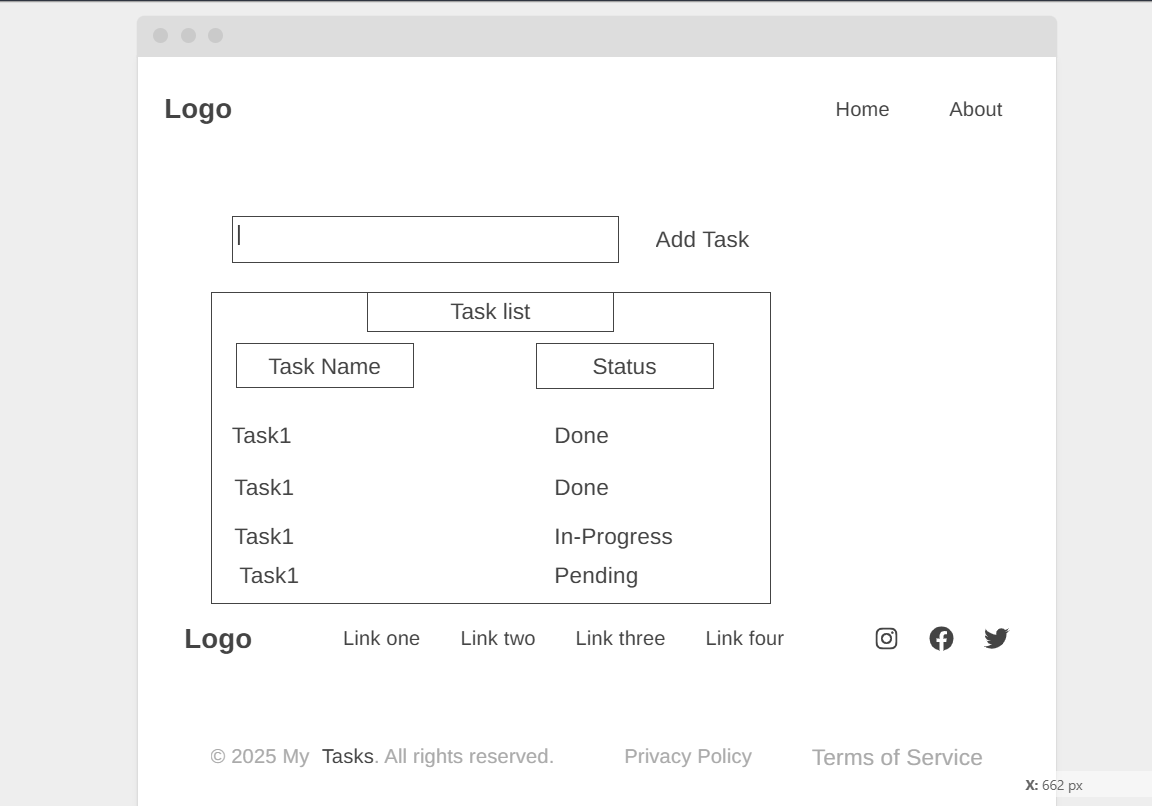 Logo Home About
Add Task
Task list
Task Name Status
Task1 Done
Task1 Done
Task1 In-Progress
Task1 Pending
Logo Link one Link two Link three Link four
© 2025 My Tasks. All rights reserved. Privacy Policy Terms of Service
X: 662 px